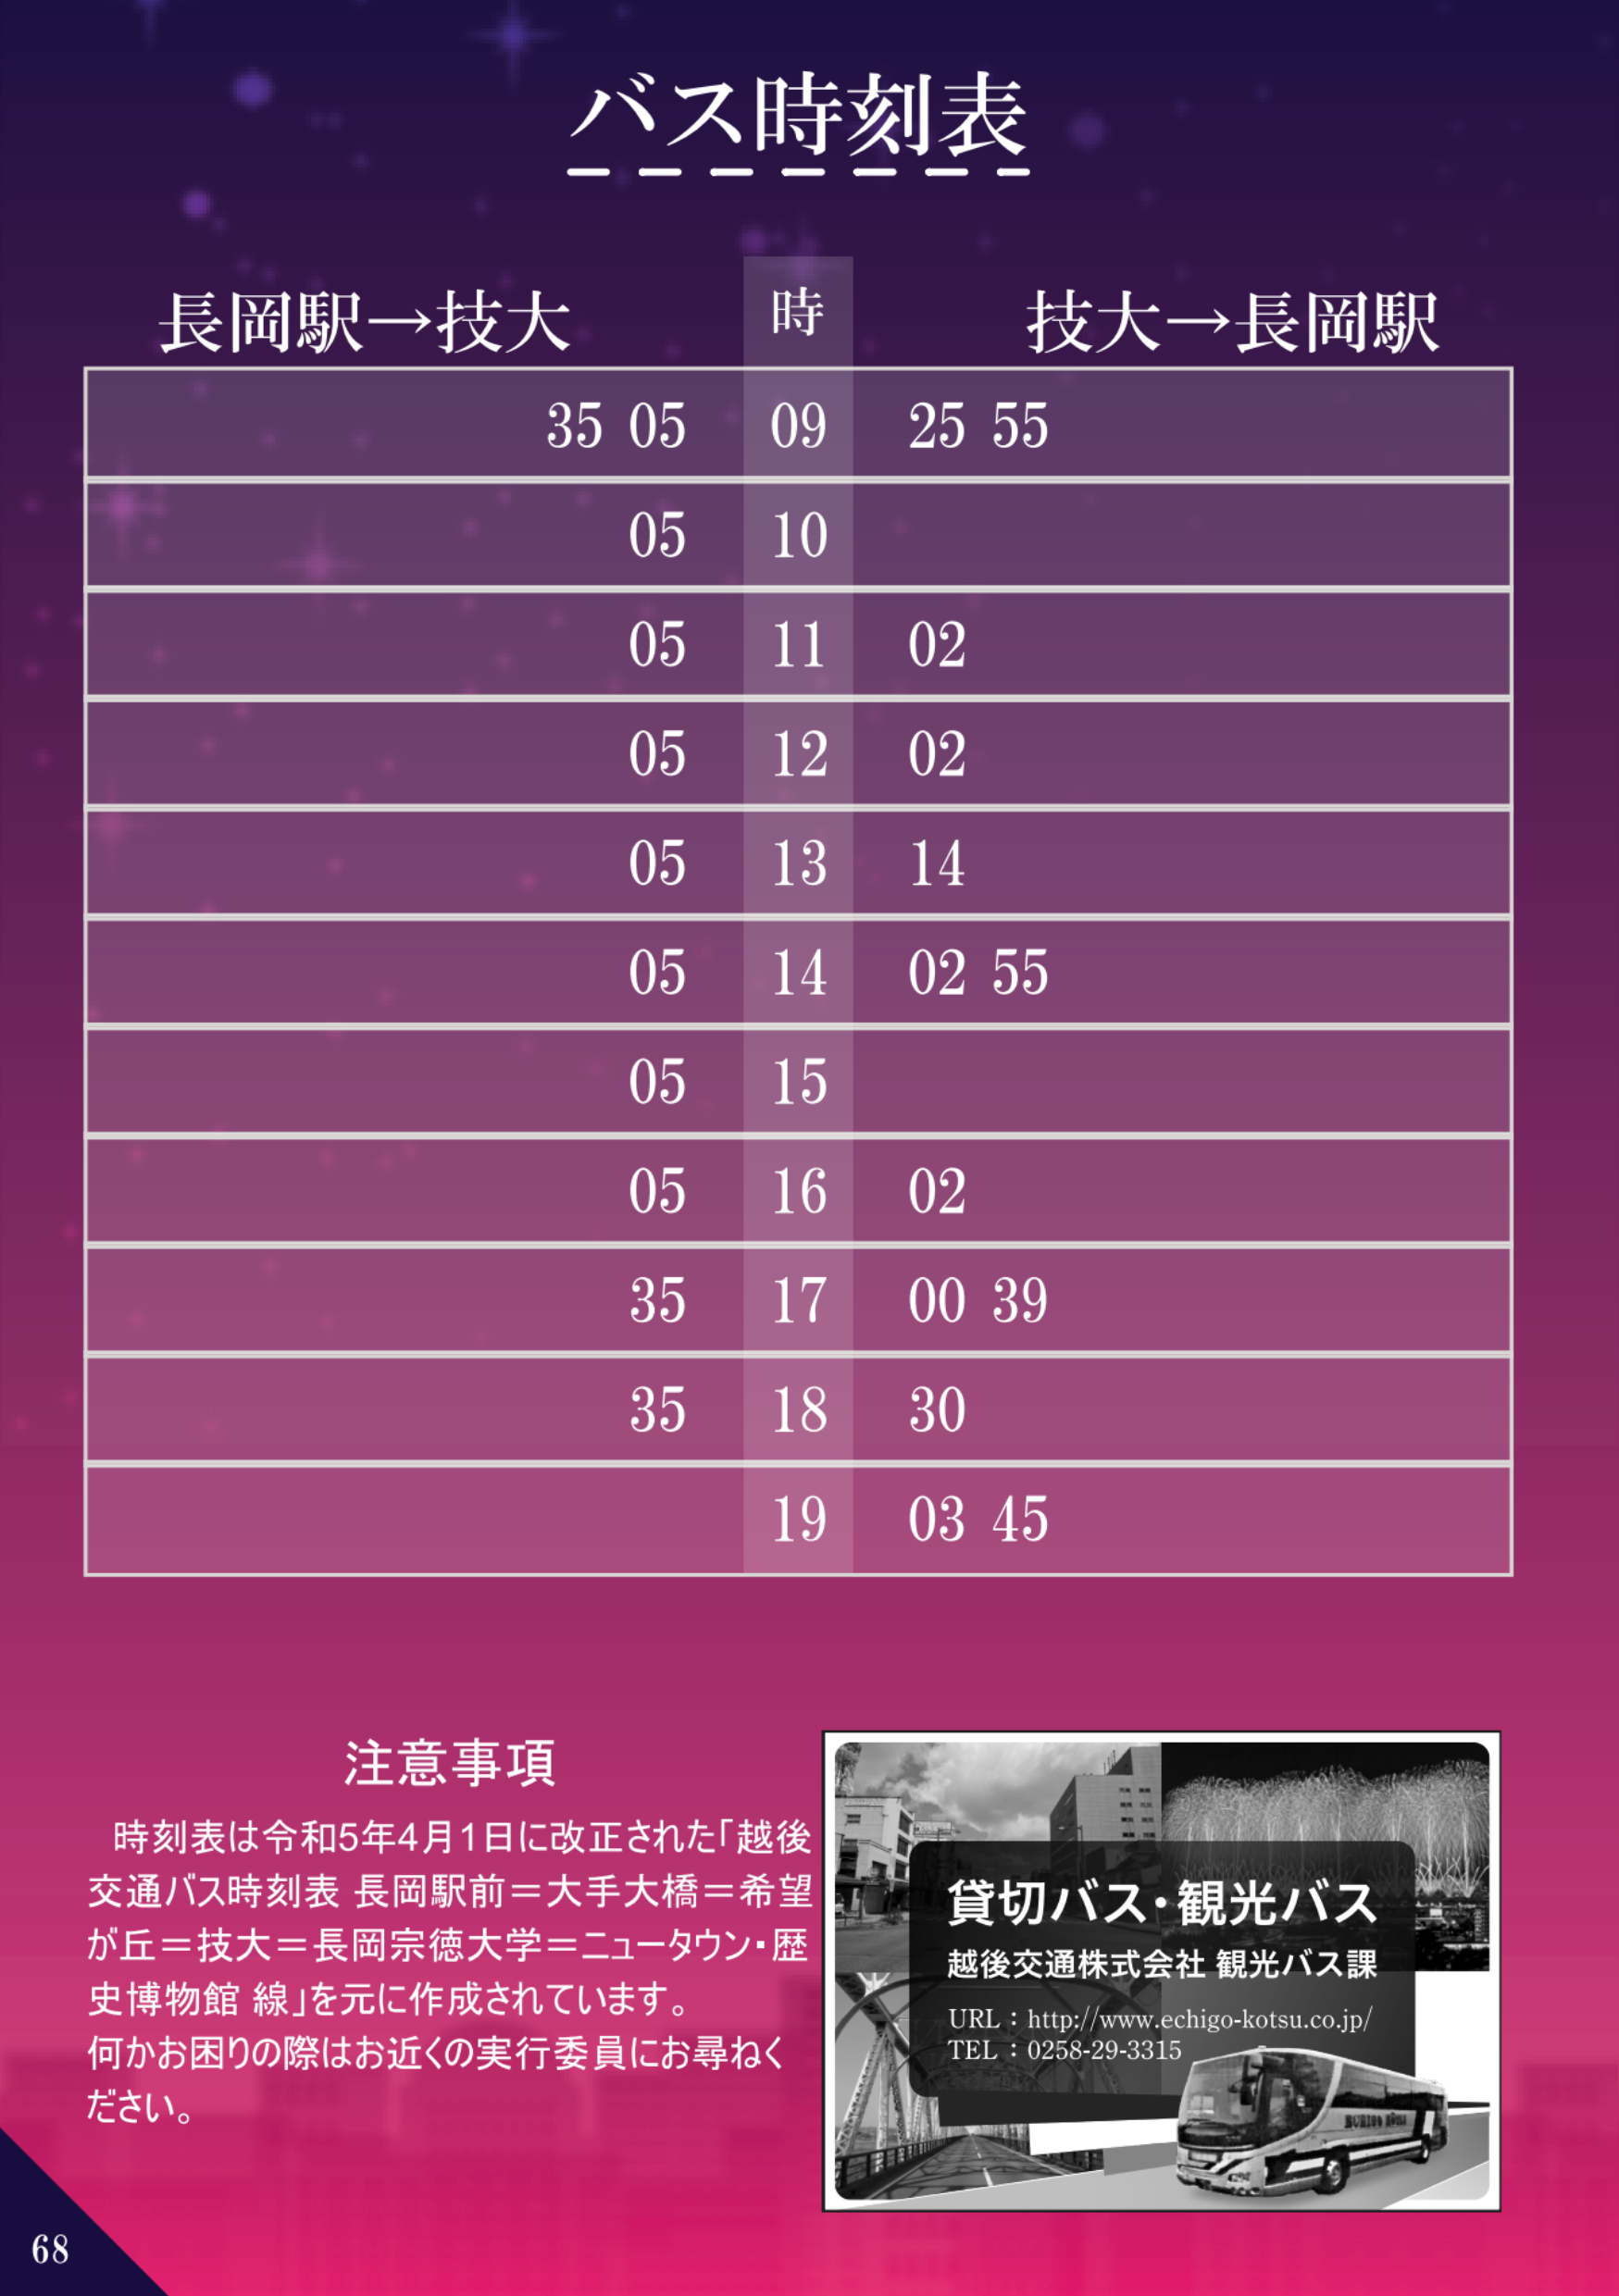 バス時刻表
長岡駅→技大 時 技大→長岡駅
35 05 09 25 55
05 10
05 11 02
05 12 02
05 13 14
05 14 02 55
05 15
05 16 02
35 17 00 39
35 18 30
19 03 45
注意事項
時刻表は令和5年4月1日に改正された「越後
交通バス時刻表 長岡駅前＝大手大橋＝希望
が丘＝技大＝長岡宗徳大学＝ニュータウン・歴
史博物館 線」を元に作成されています。
何かお困りの際はお近くの実行委員にお尋ねく
ださい。
貸切バス・観光バス
越後交通株式会社 観光バス課
URL：http://www.echigo-kotsu.co.jp/
TEL：0258-29-3315
68